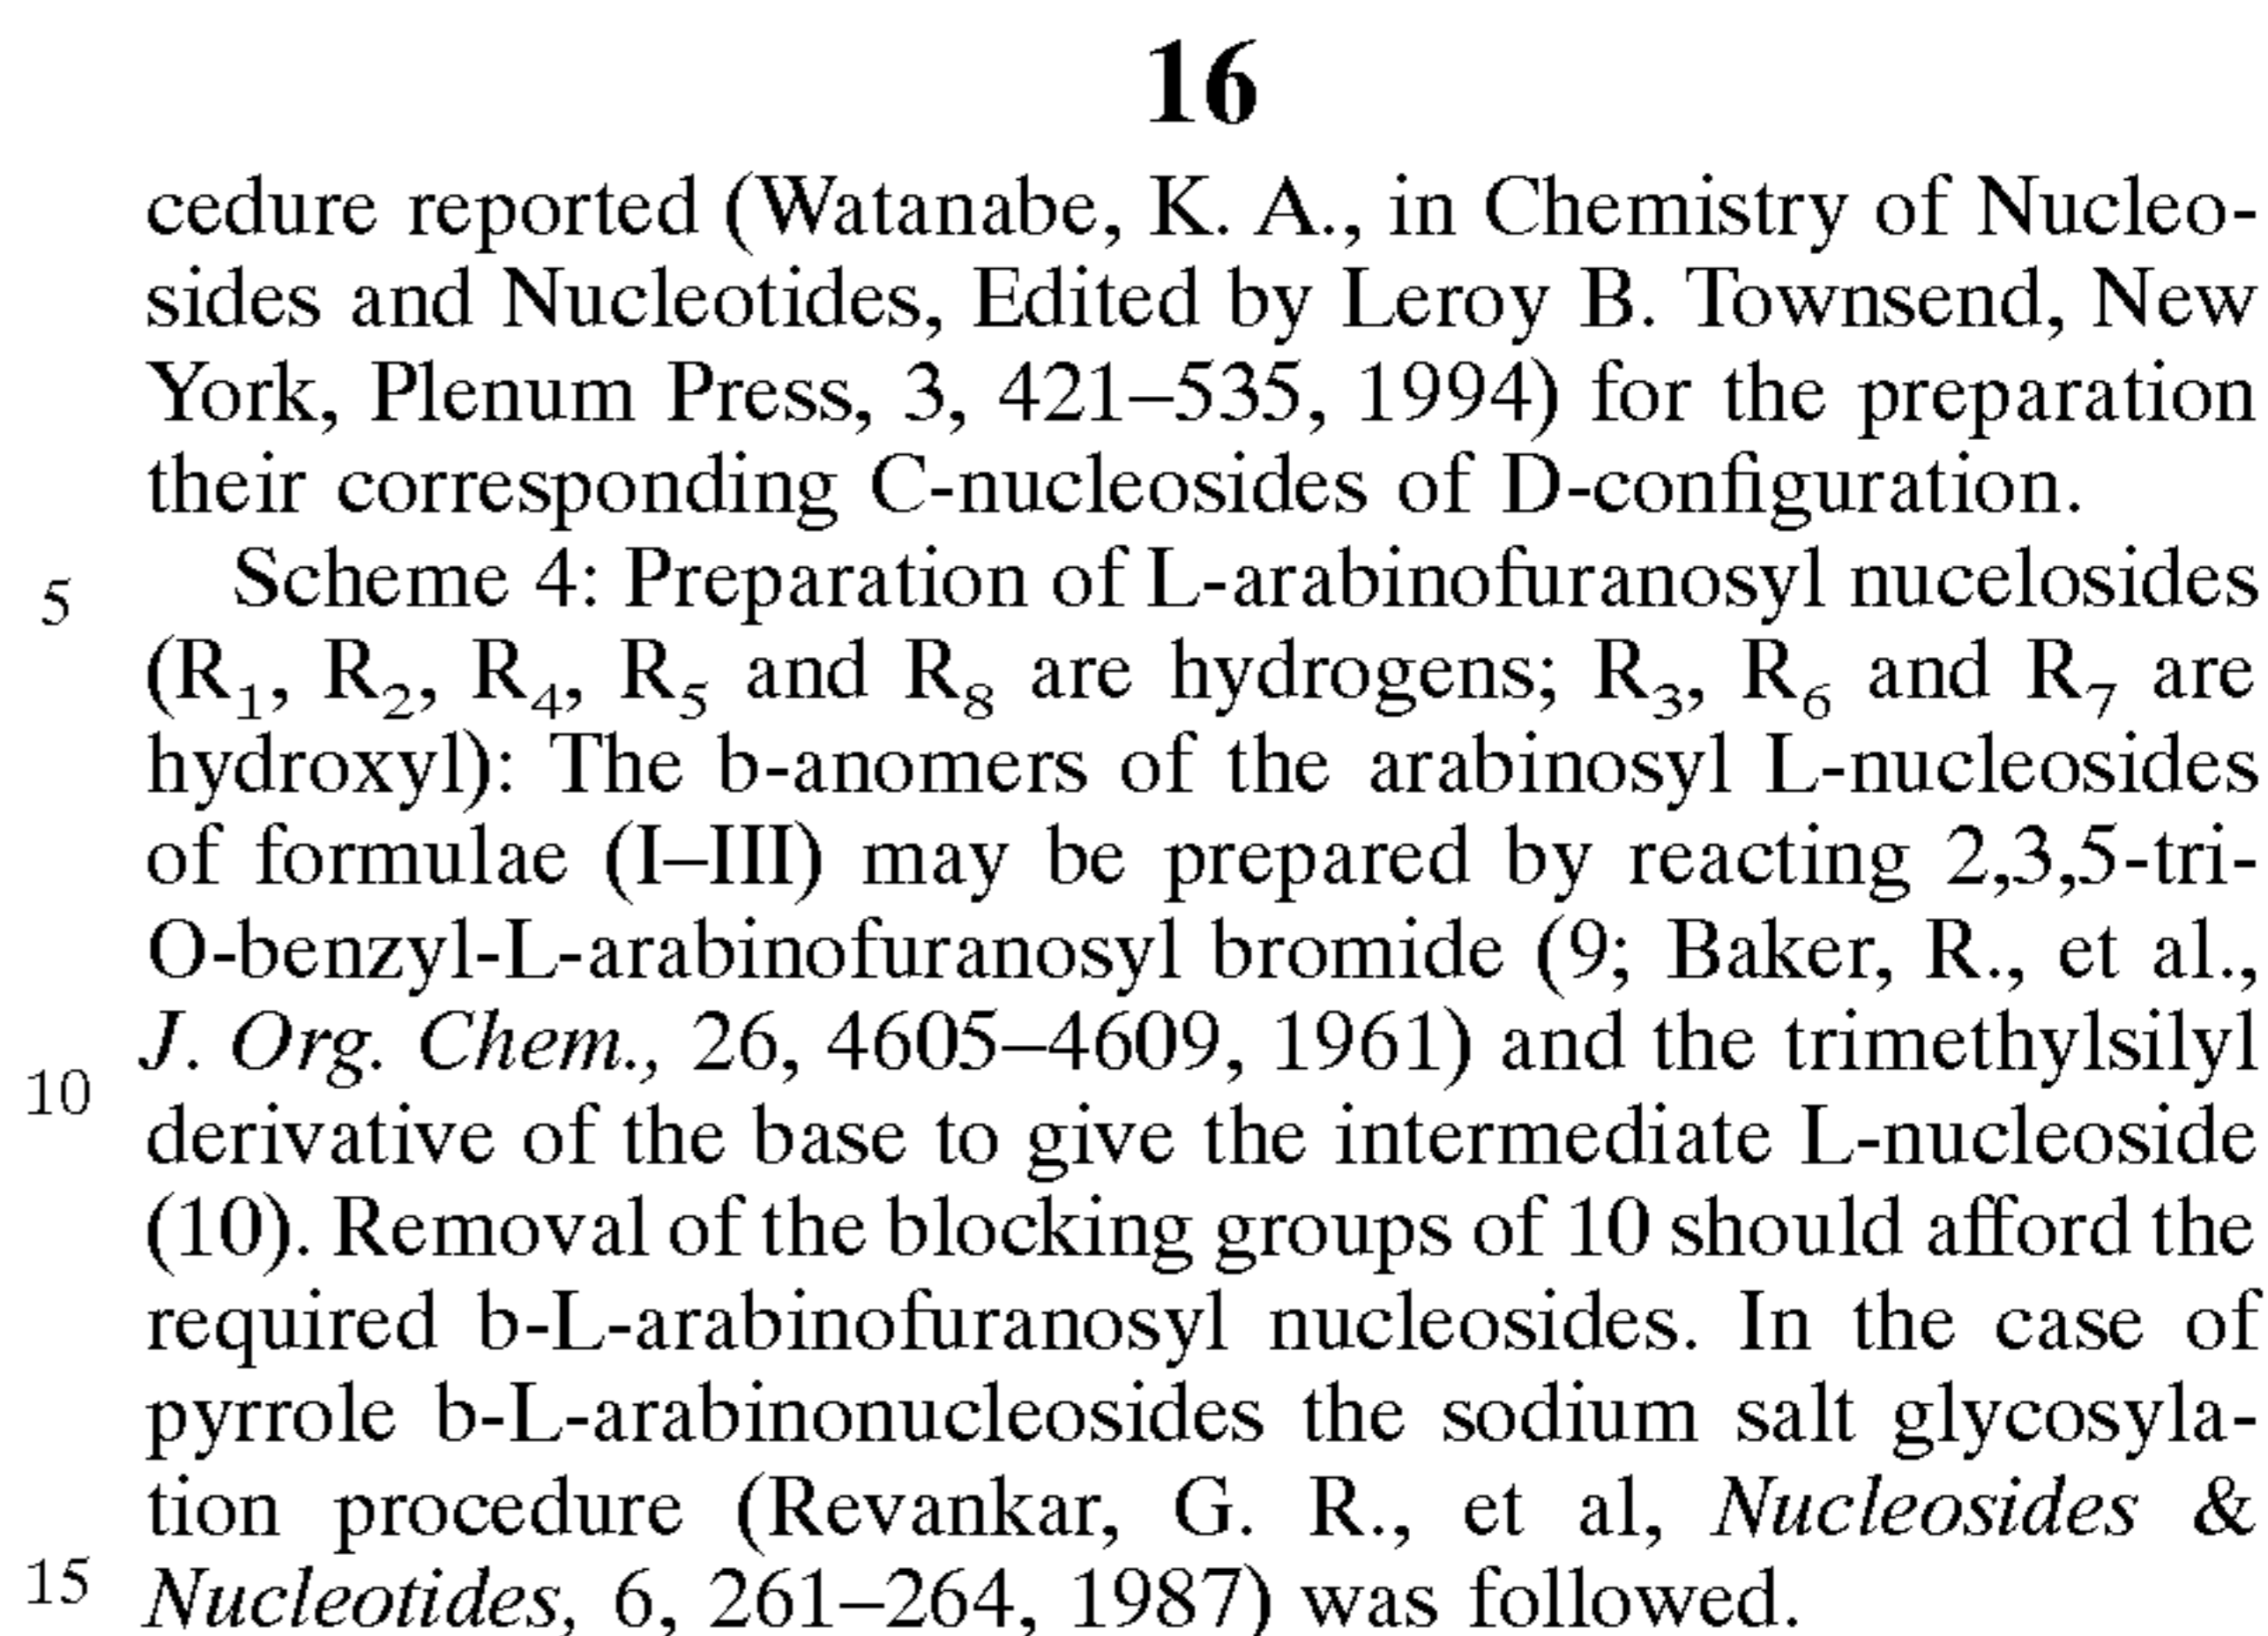 16
cedure reported (Watanabe, K. A., in Chemistry of Nucleo-
sides and Nucleotides, Edited by Leroy B. Townsend, New
York, Plenum Press, 3, 421–535, 1994) for the preparation
their corresponding C-nucleosides of D-configuration.
5 Scheme 4: Preparation of L-arabinofuranosyl nucelosides
(R₁, R₂, R₄, R₅ and R₈ are hydrogens; R₃, R₆ and R₇ are
hydroxyl): The b-anomers of the arabinosyl L-nucleosides
of formulae (I–III) may be prepared by reacting 2,3,5-tri-
O-benzyl-L-arabinofuranosyl bromide (9; Baker, R., et al.,
10 J. Org. Chem., 26, 4605–4609, 1961) and the trimethylsilyl
derivative of the base to give the intermediate L-nucleoside
(10). Removal of the blocking groups of 10 should afford the
required b-L-arabinofuranosyl nucleosides. In the case of
pyrrole b-L-arabinonucleosides the sodium salt glycosyla-
tion procedure (Revankar, G. R., et al, Nucleosides &
15 Nucleotides, 6, 261–264, 1987) was followed.